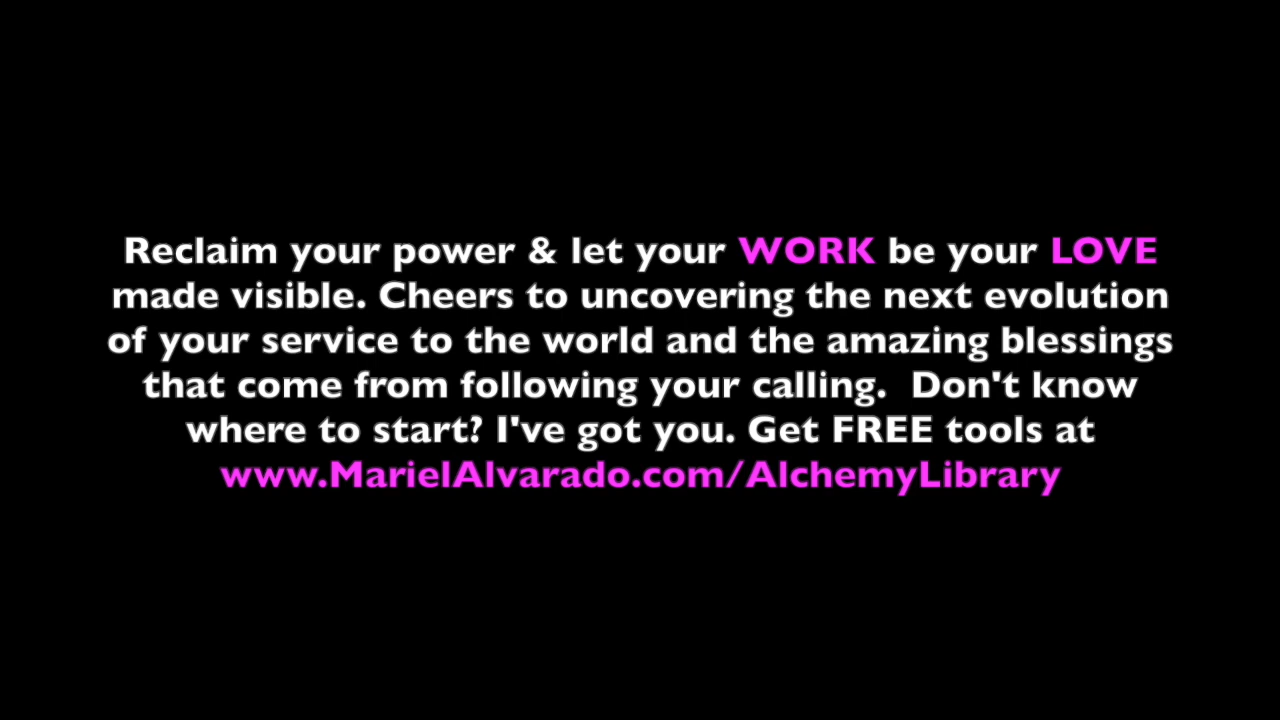 Reclaim your power & let your WORK be your LOVE
made visible. Cheers to uncovering the next evolution
of your service to the world and the amazing blessings
that come from following your calling.  Don't know
where to start? I've got you. Get FREE tools at
www.MarielAlvarado.com/AlchemyLibrary